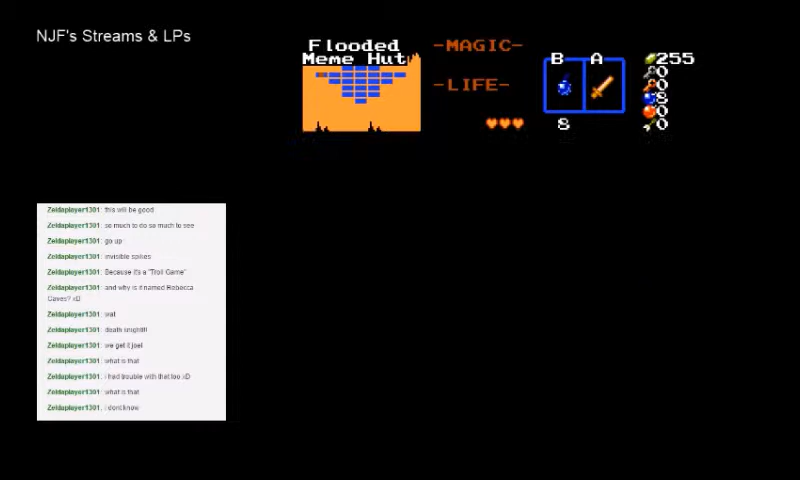 NJF's Streams & LPs
Flooded
Meme Hut
-MAGIC-
-LIFE-
B A
8
255
0
0
8
0
0
Zeldaplayer1301: this will be good
Zeldaplayer1301: so much to do so much to see
Zeldaplayer1301: go up
Zeldaplayer1301: invisible spikes
Zeldaplayer1301: Because it's a "Troll Game"
Zeldaplayer1301: and why is it named Rebecca
Caves? xD
Zeldaplayer1301: wat
Zeldaplayer1301: death snight!!!
Zeldaplayer1301: we get it joel
Zeldaplayer1301: what is that
Zeldaplayer1301: i had trouble with that too xD
Zeldaplayer1301: what is that
Zeldaplayer1301: i dont know